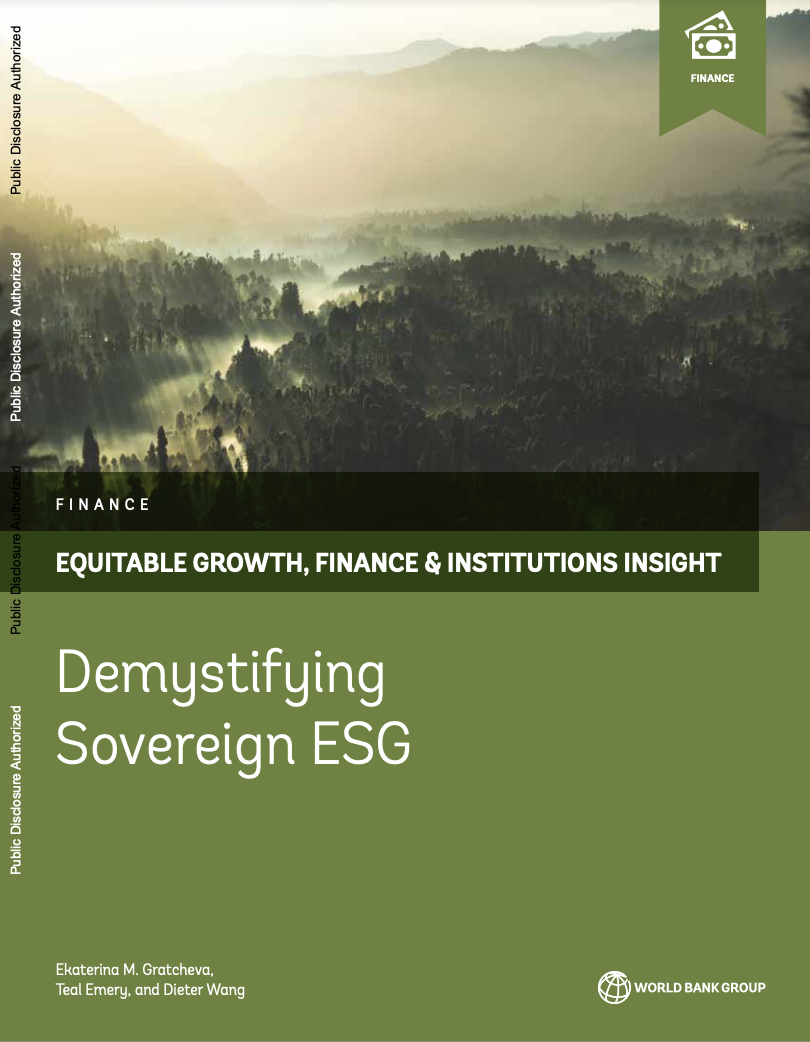 FINANCE
Public Disclosure Authorized
Public Disclosure Authorized
Public Disclosure Authorized
Public Disclosure Authorized
FINANCE
EQUITABLE GROWTH, FINANCE & INSTITUTIONS INSIGHT
Demystifying
Sovereign ESG
Ekaterina M. Gratcheva,
Teal Emery, and Dieter Wang
WORLD BANK GROUP